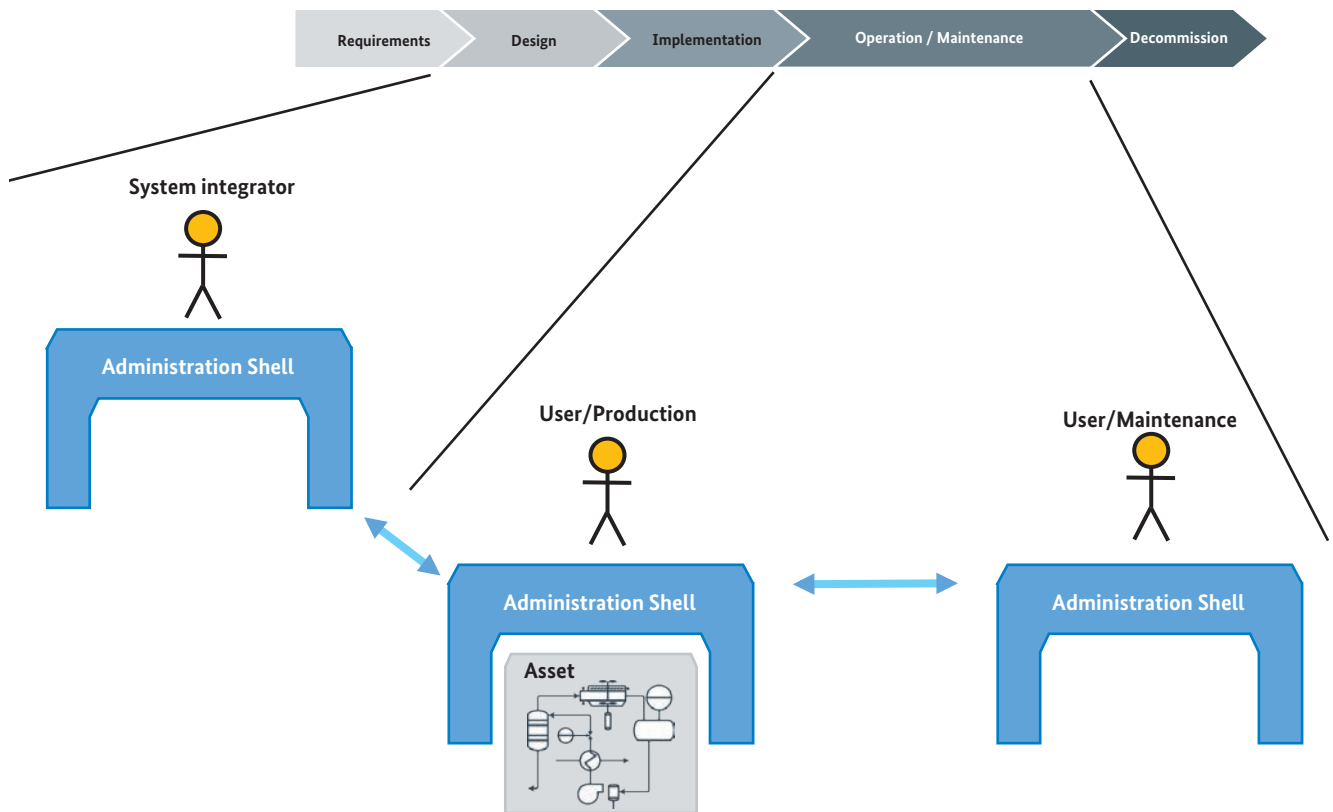 Requirements
Design
Implementation
Operation / Maintenance
Decommission
System integrator
Administration Shell
User/Production
User/Maintenance
Administration Shell
Administration Shell
Asset